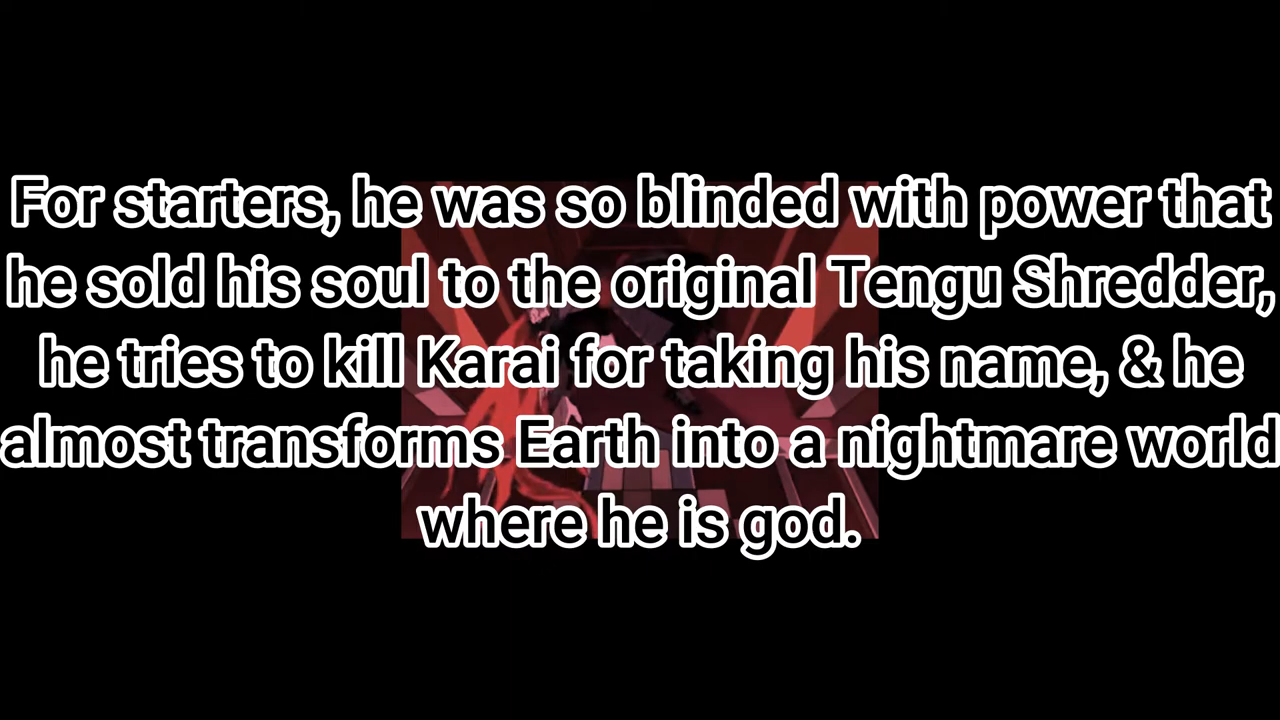 For starters, he was so blinded with power that
he sold his soul to the original Tengu Shredder,
he tries to kill Karai for taking his name, & he
almost transforms Earth into a nightmare world
where he is god.